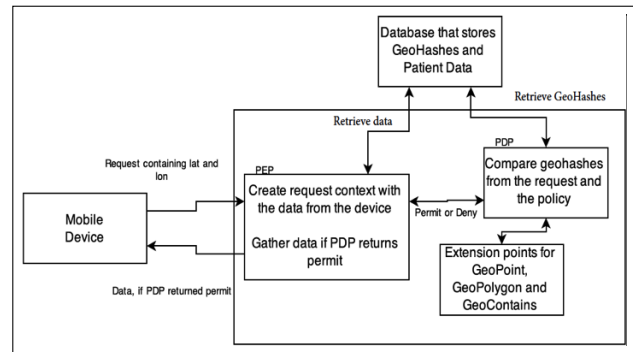 Database that stores
GeoHashes and
Patient Data
Retrieve GeoHashes
Retrieve data
Request containing lat and
lon
PEP
PDP
Create request context with
the data from the device
Gather data if PDP returns
permit
Compare geohashes
from the request and
the policy
Mobile
Device
Permit or Deny
Extension points for
GeoPoint,
GeoPolygon and
GeoContains
Data, if PDP returned permit